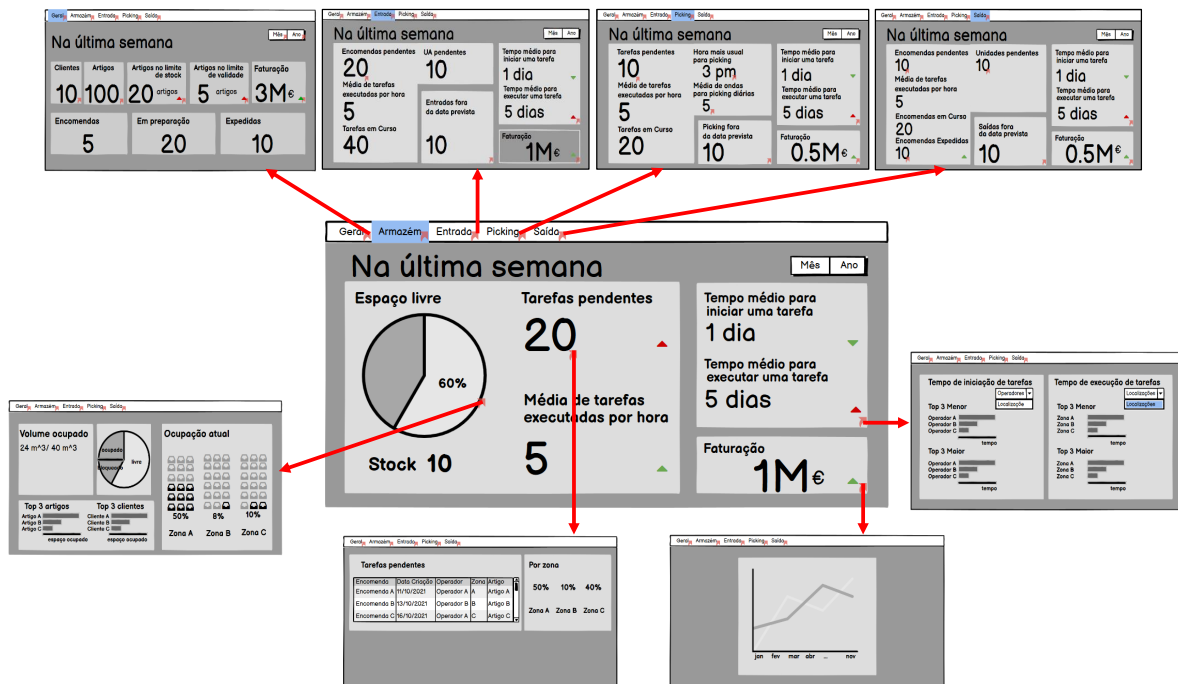 Geral Armazém Entrada Picking Saída
Na última semana
Mês Ano
Clientes
10
Artigos
100
Artigos no limite
de stock
20 artigos
Artigos no limite
de validade
5 artigos
Faturação
3M€
Encomendas
5
Em preparação
20
Expedidas
10
Geral Armazém Entrada Picking Saída
Na última semana
Mês Ano
Encomendas pendentes
20
Média de tarefas
executadas por hora
5
Tarefas em Curso
40
UA pendentes
10
Entradas fora
da data prevista
10
Tempo médio para
iniciar uma tarefa
1 dia
Tempo médio para
executar uma tarefa
5 dias
Faturação
1M€
Geral Armazém Entrada Picking Saída
Na última semana
Mês Ano
Tarefas pendentes
10
Média de tarefas
executadas por hora
5
Tarefas em Curso
20
Hora mais usual
para picking
3 pm
Média de ondas
para picking diárias
5
Picking fora
da data prevista
10
Tempo médio para
iniciar uma tarefa
1 dia
Tempo médio para
executar uma tarefa
5 dias
Faturação
0.5M€
Geral Armazém Entrada Picking Saída
Na última semana
Mês Ano
Encomendas pendentes
10
Média de tarefas
executadas por hora
5
Encomendas em Curso
20
Encomendas Expedidas
10
Unidades pendentes
10
Saídas fora
da data prevista
10
Tempo médio para
iniciar uma tarefa
1 dia
Tempo médio para
executar uma tarefa
5 dias
Faturação
0.5M€
Geral Armazém Entrada Picking Saída
Na última semana
Mês Ano
Espaço livre
60%
Stock 10
Tarefas pendentes
20
Média de tarefas
executadas por hora
5
Tempo médio para
iniciar uma tarefa
1 dia
Tempo médio para
executar uma tarefa
5 dias
Faturação
1M€
Geral Armazém Entrada Picking Saída
Tempo de iniciação de tarefas
Operadores
Localizaçõe
Top 3 Menor
Operador A
Operador B
Operador C
tempo
Top 3 Maior
Operador A
Operador B
Operador C
tempo
Tempo de execução de tarefas
Localizações
Localizaçõe
Top 3 Menor
Zona A
Zona B
Zona C
tempo
Top 3 Maior
Zona A
Zona B
Zona C
tempo
Geral Armazém Entrada Picking Saída
Volume ocupado
24 m^3/ 40 m^3
ocupado
bloqueado
livre
Top 3 artigos
Artigo A
Artigo B
Artigo C
espaço ocupado
Top 3 clientes
Cliente A
Cliente B
Cliente C
espaço ocupado
Ocupação atual
50% 8% 10%
Zona A Zona B Zona C
Geral Armazém Entrada Picking Saída
Tarefas pendentes
Encomenda Data Criação Operador Zona Artigo
Encomenda A 11/10/2021 Operador A A Artigo A
Encomenda B 13/10/2021 Operador B B Artigo B
Encomenda C 16/10/2021 Operador A C Artigo C
Por zona
50% 10% 40%
Zona A Zona B Zona C
Geral Armazém Entrada Picking Saída
jan fev mar abr ... nov